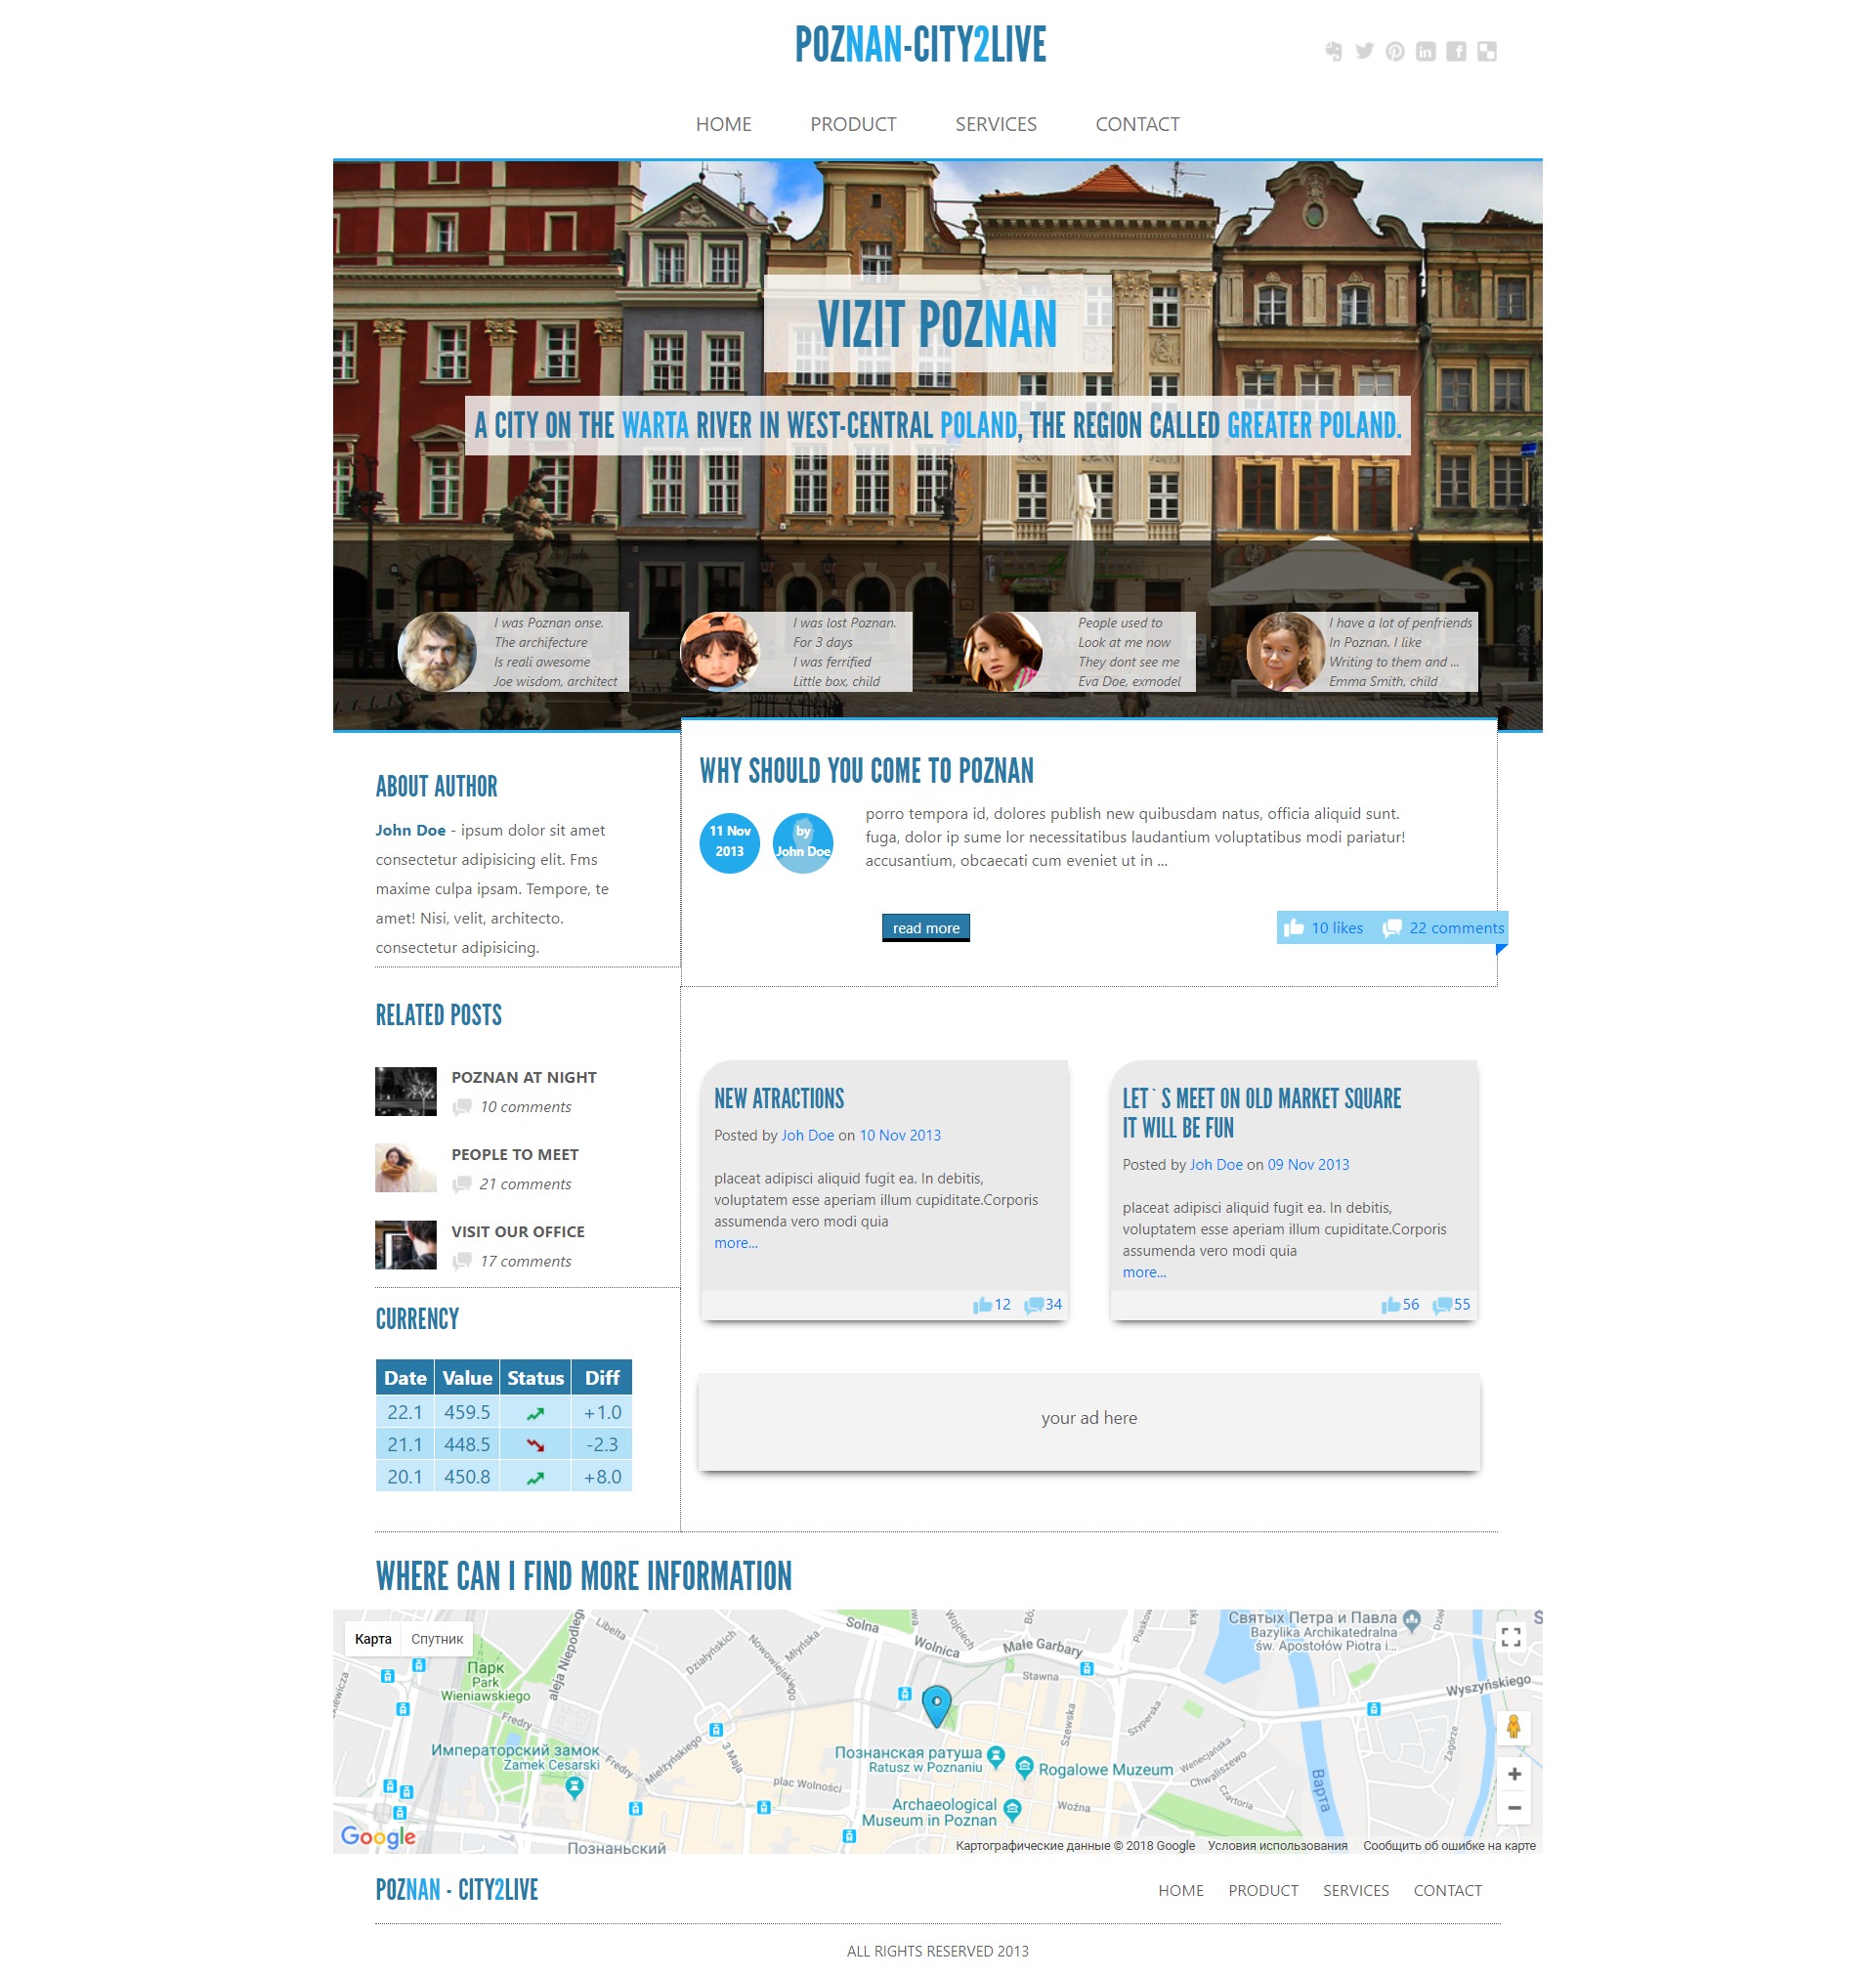 POZNAN-CITY2LIVE
HOME PRODUCT SERVICES CONTACT
VIZIT POZNAN
A CITY ON THE WARTA RIVER IN WEST-CENTRAL POLAND, THE REGION CALLED GREATER POLAND.
I was Poznan onse.
The archifecture
Is reali awesome
Joe wisdom, architect
I was lost Poznan.
For 3 days
I was ferrified
Little box, child
People used to
Look at me now
They dont see me
Eva Doe, exmodel
I have a lot of penfriends
In Poznan. I like
Writing to them and ...
Emma Smith, child
ABOUT AUTHOR
John Doe - ipsum dolor sit amet
consectetur adipisicing elit. Fms
maxime culpa ipsam. Tempore, te
amet! Nisi, velit, architecto.
consectetur adipisicing.
WHY SHOULD YOU COME TO POZNAN
11 Nov
2013
by
John Doe
porro tempora id, dolores publish new quibusdam natus, officia aliquid sunt.
fuga, dolor ip sume lor necessitatibus laudantium voluptatibus modi pariatur!
accusantium, obcaecati cum eveniet ut in ...
read more
10 likes 22 comments
RELATED POSTS
POZNAN AT NIGHT
10 comments
PEOPLE TO MEET
21 comments
VISIT OUR OFFICE
17 comments
NEW ATRACTIONS
Posted by Joh Doe on 10 Nov 2013
placeat adipisci aliquid fugit ea. In debitis,
voluptatem esse aperiam illum cupiditate.Corporis
assumenda vero modi quia
more...
12 34
LET`S MEET ON OLD MARKET SQUARE
IT WILL BE FUN
Posted by Joh Doe on 09 Nov 2013
placeat adipisci aliquid fugit ea. In debitis,
voluptatem esse aperiam illum cupiditate.Corporis
assumenda vero modi quia
more...
56 55
CURRENCY
Date Value Status Diff
22.1 459.5 +1.0
21.1 448.5 -2.3
20.1 450.8 +8.0
your ad here
WHERE CAN I FIND MORE INFORMATION
Карта Спутник
Парк
Park
Wieniawskiego
aleja Niepodleg
Libelta
Działyńskich
Nowowiejskiego
Młyńska
Solna
Wolnica
Wojciech
Małe Garbary
Stawna
Piaskow
Святых Петра и Павла
Bazylika Archikatedralna
św. Apostołów Piotra i...
Wyszyńskiego
Fredry
Императорский замок
Zamek Cesarski
Fredry
Mielżyńskiego
3 Maja
plac Wolności
Познанская ратуша
Ratusz w Poznaniu
Rogalowe Muzeum
Archaeological
Museum in Poznan
Woźna
Szewska
Szyperska
Wenecjańska
Chwaliszewo
Czartoria
Zagórze
Варта
Познаньский
Google
Картографические данные © 2018 Google Условия использования Сообщить об ошибке на карте
POZNAN - CITY2LIVE
HOME PRODUCT SERVICES CONTACT
ALL RIGHTS RESERVED 2013